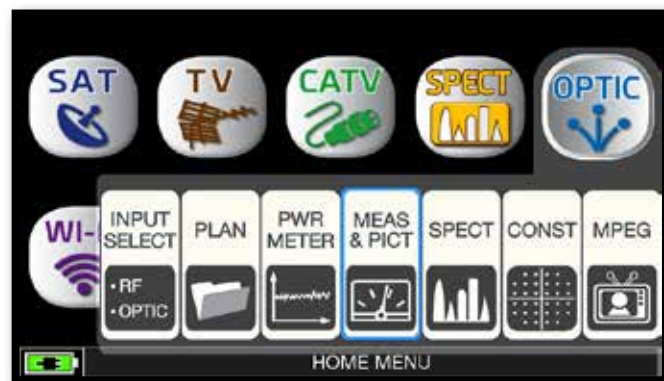 SAT
TV
CATV
SPECT
OPTIC
WI-
INPUT
SELECT
• RF
• OPTIC
PLAN
PWR
METER
MEAS
& PICT
SPECT
CONST
MPEG
HOME MENU